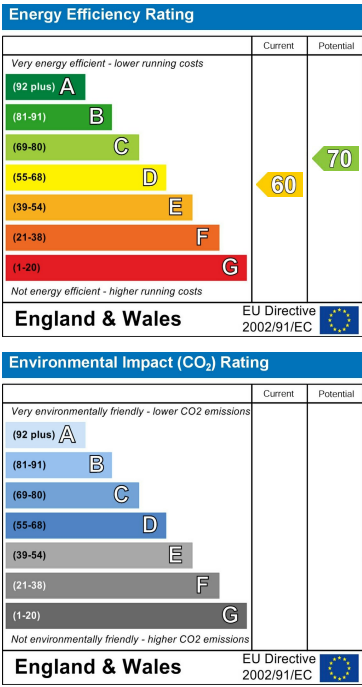 Energy Efficiency Rating
Current Potential
Very energy efficient - lower running costs
(92 plus) A
(81-91) B
(69-80) C
(55-68) D
(39-54) E
(21-38) F
(1-20) G
60
70
Not energy efficient - higher running costs
England & Wales
EU Directive
2002/91/EC
Environmental Impact (CO₂) Rating
Current Potential
Very environmentally friendly - lower CO2 emissions
(92 plus) A
(81-91) B
(69-80) C
(55-68) D
(39-54) E
(21-38) F
(1-20) G
Not environmentally friendly - higher CO2 emissions
England & Wales
EU Directive
2002/91/EC